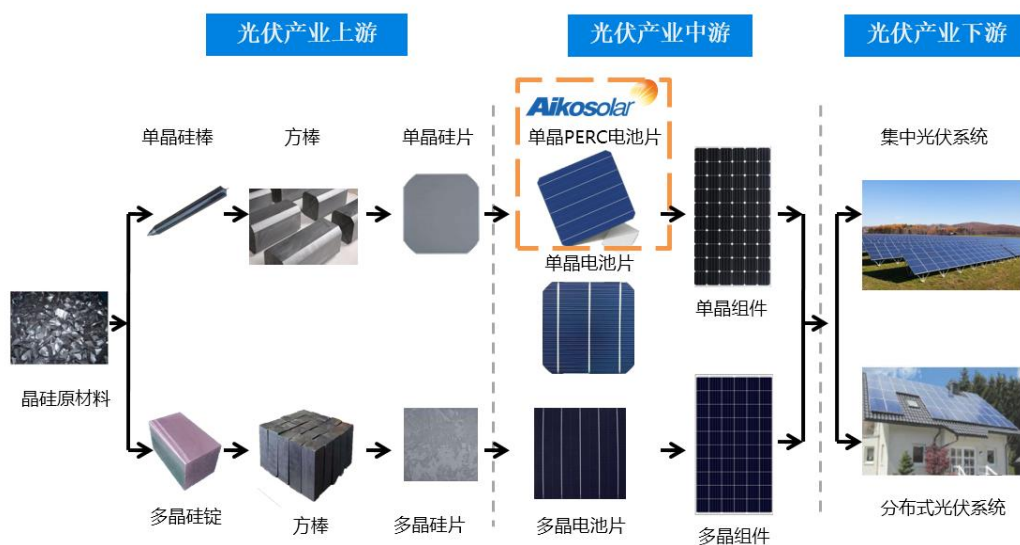 光伏产业上游
光伏产业中游
光伏产业下游
Aikosolar
单晶硅棒
方棒
单晶硅片
单晶PERC电池片
集中光伏系统
单晶电池片
单晶组件
晶硅原材料
多晶硅锭
方棒
多晶硅片
多晶电池片
多晶组件
分布式光伏系统